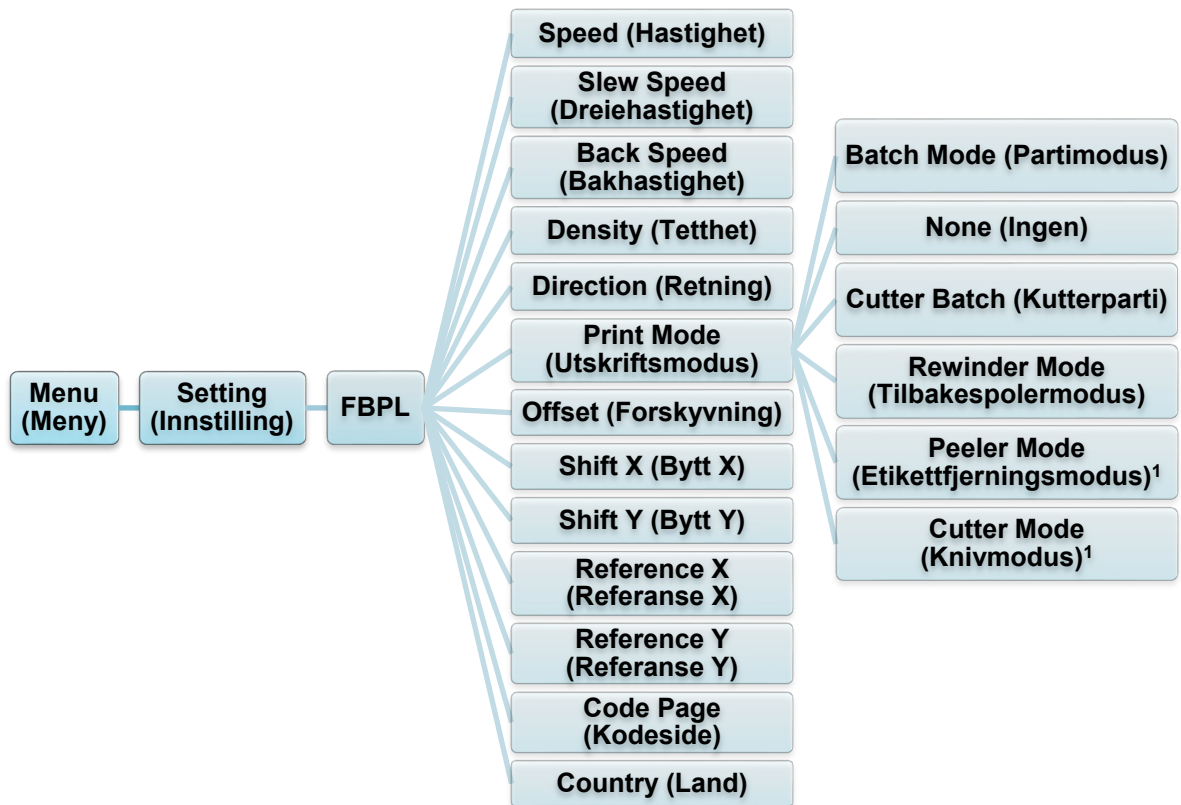 Menu
(Meny)
Setting
(Innstilling)
FBPL
Speed (Hastighet)
Slew Speed
(Dreiehastighet)
Back Speed
(Bakhastighet)
Density (Tetthet)
Direction (Retning)
Print Mode
(Utskriftsmodus)
Offset (Forskyvning)
Shift X (Bytt X)
Shift Y (Bytt Y)
Reference X
(Referanse X)
Reference Y
(Referanse Y)
Code Page
(Kodeside)
Country (Land)
Batch Mode (Partimodus)
None (Ingen)
Cutter Batch (Kutterparti)
Rewinder Mode
(Tilbakespolermodus)
Peeler Mode
(Etikettfjerningsmodus)¹
Cutter Mode
(Knivmodus)¹